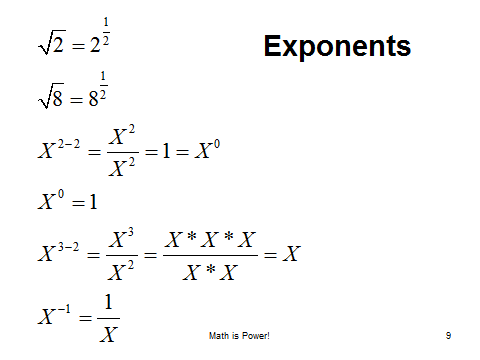 Exponents
√2 = 2^(1/2)
√8 = 8^(1/2)
X^(2−2) = X^2/X^2 = 1 = X^0
X^0 = 1
X^(3−2) = X^3/X^2 = (X * X * X)/(X * X) = X
X^(−1) = 1/X
Math is Power!
9